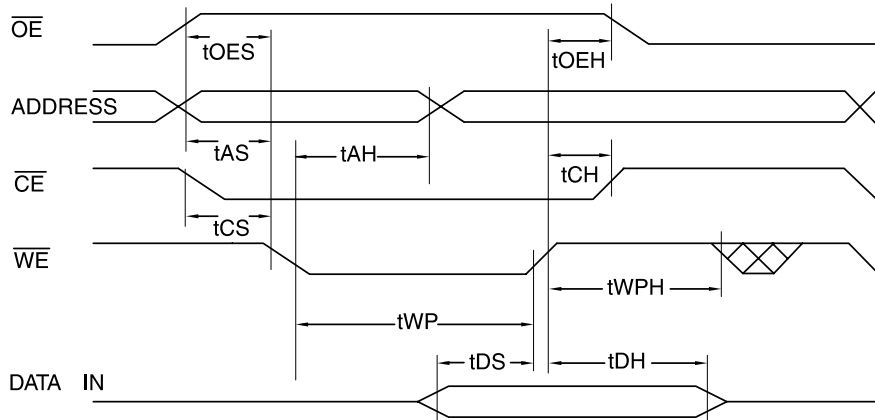 OE
tOES
tOEH
ADDRESS
tAS
tAH
tCH
CE
tCS
WE
tWPH
tWP
tDS
tDH
DATA IN